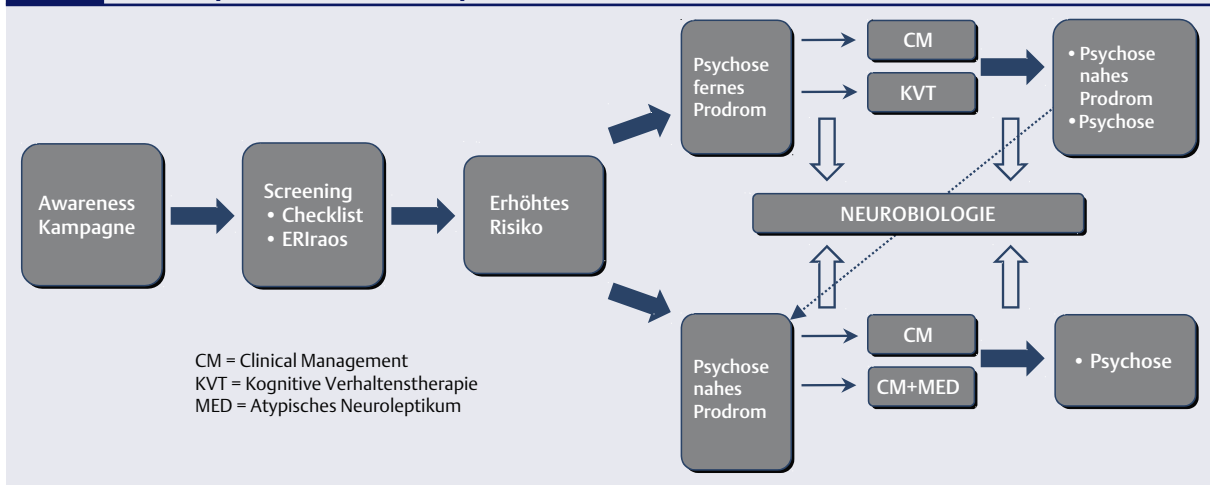 Awareness
Kampagne
Screening
• Checklist
• ERIraos
Erhöhtes
Risiko
Psychose
fernes
Prodrom
CM
KVT
• Psychose
nahes
Prodrom
• Psychose
NEUROBIOLOGIE
Psychose
nahes
Prodrom
CM
CM+MED
• Psychose
CM = Clinical Management
KVT = Kognitive Verhaltenstherapie
MED = Atypisches Neuroleptikum